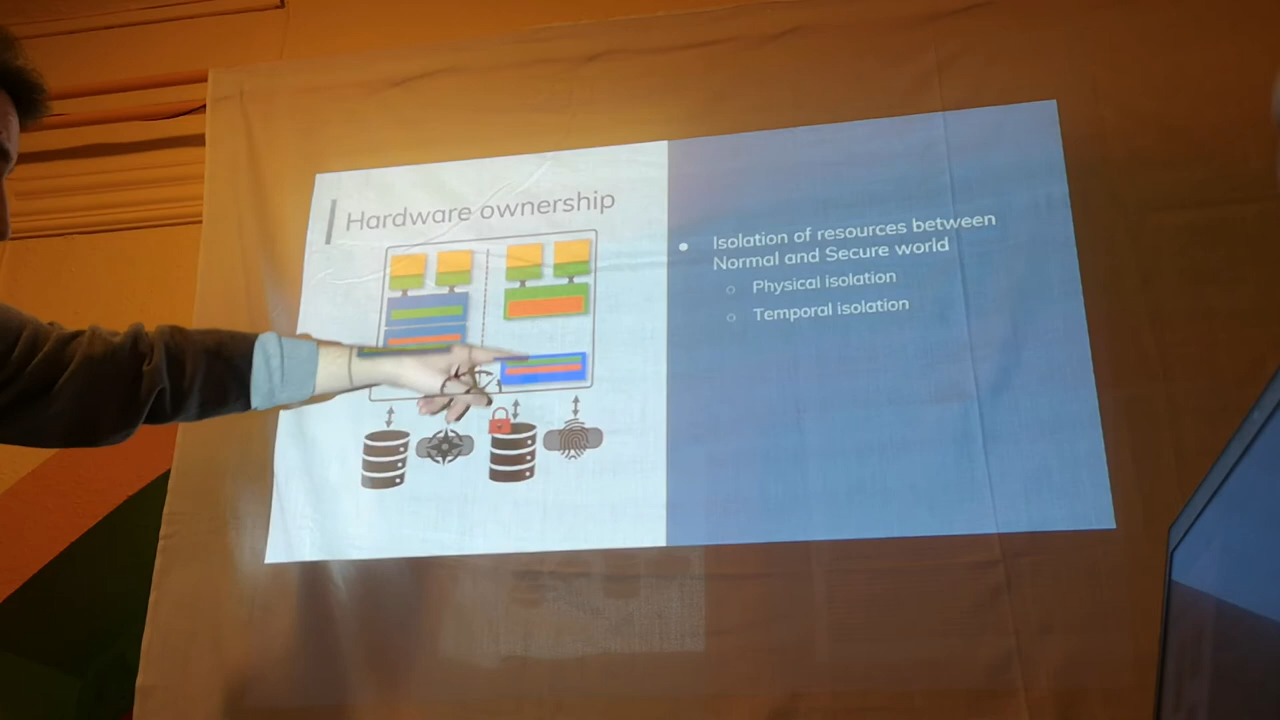 Hardware ownership
Isolation of resources between
Normal and Secure world
Physical isolation
Temporal isolation